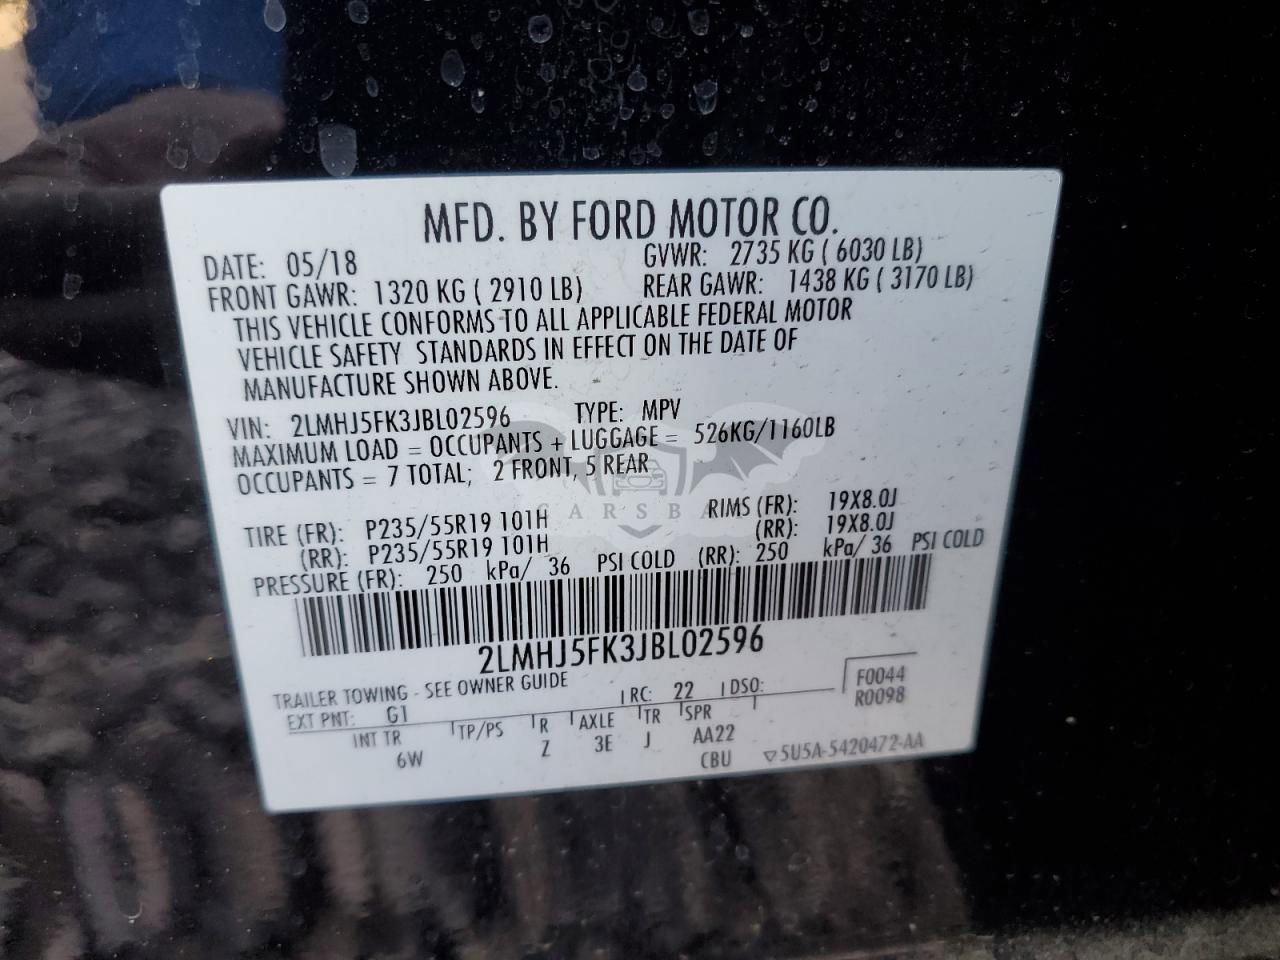 MFD. BY FORD MOTOR CO.
DATE: 05/18 GVWR: 2735 KG ( 6030 LB)
FRONT GAWR: 1320 KG ( 2910 LB) REAR GAWR: 1438 KG ( 3170 LB)
THIS VEHICLE CONFORMS TO ALL APPLICABLE FEDERAL MOTOR
VEHICLE SAFETY STANDARDS IN EFFECT ON THE DATE OF
MANUFACTURE SHOWN ABOVE.
VIN: 2LMHJ5FK3JBL02596 TYPE: MPV
MAXIMUM LOAD = OCCUPANTS + LUGGAGE = 526KG/1160LB
OCCUPANTS = 7 TOTAL; 2 FRONT, 5 REAR
TIRE (FR): P235/55R19 101H RIMS (FR): 19X8.0J
(RR): P235/55R19 101H (RR): 19X8.0J
PRESSURE (FR): 250 kPa/ 36 PSI COLD (RR): 250 kPa/ 36 PSI COLD
2LMHJ5FK3JBL02596
TRAILER TOWING - SEE OWNER GUIDE
EXT PNT: G1 RC: 22 DSO: F0044
R0098
INT TR TP/PS R AXLE TR SPR
6W Z 3E J AA22
CBU ▽5U5A-5420472-AA